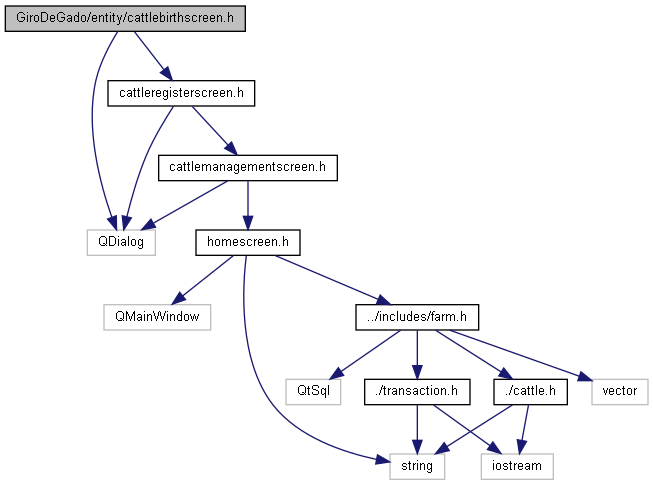 GiroDeGado/entity/cattlebirthscreen.h
cattleregisterscreen.h
cattlemanagementscreen.h
QDialog
homescreen.h
QMainWindow
../includes/farm.h
QtSql
./transaction.h
./cattle.h
vector
string
iostream